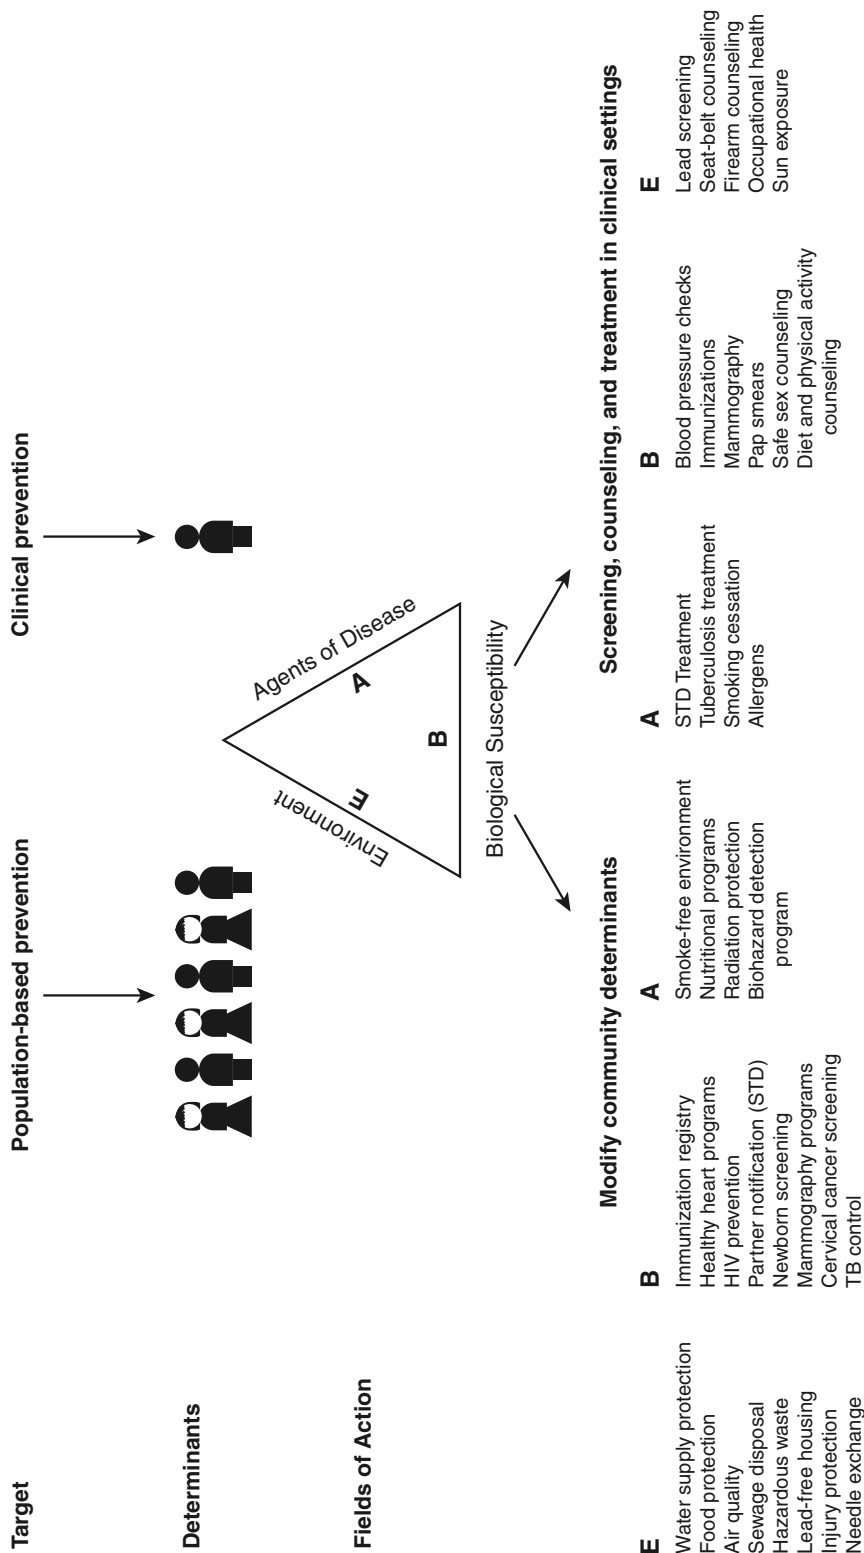 Target
Population-based prevention
Clinical prevention
Determinants
Environment
E
Agents of Disease
A
B
Biological Susceptibility
Fields of Action
Modify community determinants
E
Water supply protection
Food protection
Air quality
Sewage disposal
Hazardous waste
Lead-free housing
Injury protection
Needle exchange
B
Immunization registry
Healthy heart programs
HIV prevention
Partner notification (STD)
Newborn screening
Mammography programs
Cervical cancer screening
TB control
A
Smoke-free environment
Nutritional programs
Radiation protection
Biohazard detection
program
Screening, counseling, and treatment in clinical settings
A
STD Treatment
Tuberculosis treatment
Smoking cessation
Allergens
B
Blood pressure checks
Immunizations
Mammography
Pap smears
Safe sex counseling
Diet and physical activity
counseling
E
Lead screening
Seat-belt counseling
Firearm counseling
Occupational health
Sun exposure